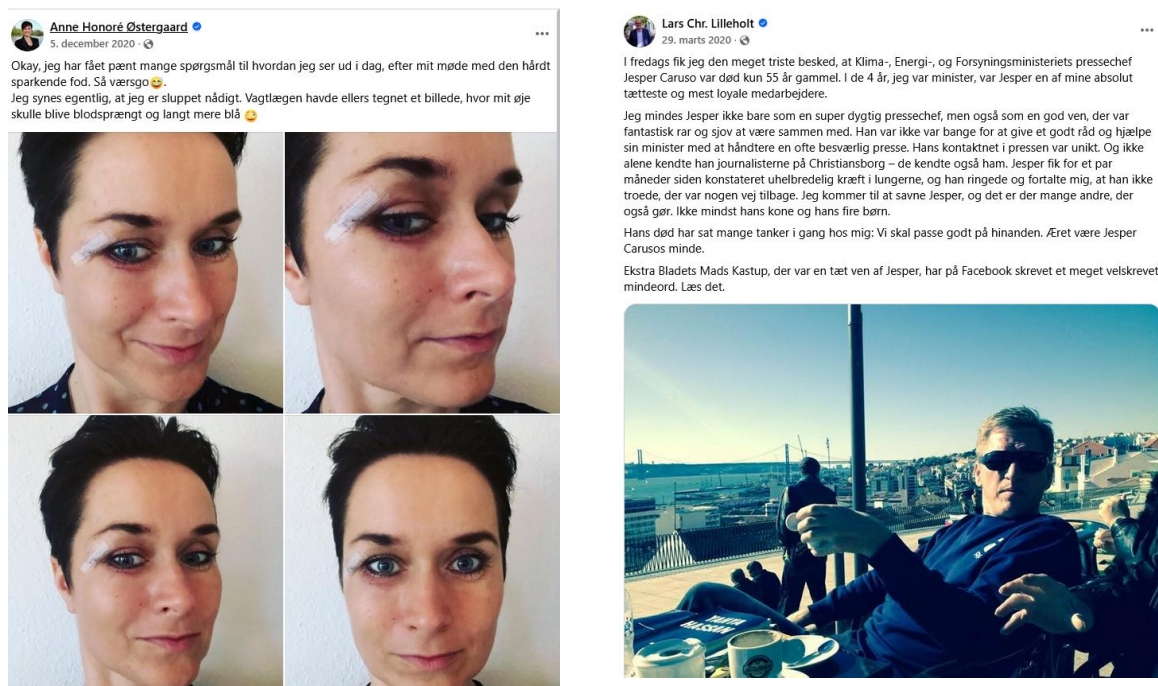 Anne Honoré Østergaard
5. december 2020 ·
Okay, jeg har fået pænt mange spørgsmål til hvordan jeg ser ud i dag, efter mit møde med den hårdt
sparkende fod. Så værsgo😅.
Jeg synes egentlig, at jeg er sluppet nådigt. Vagtlægen havde ellers tegnet et billede, hvor mit øje
skulle blive blodsprængt og langt mere blå 😜
Lars Chr. Lilleholt
29. marts 2020 ·
I fredags fik jeg den meget triste besked, at Klima-, Energi-, og Forsyningsministeriets pressechef
Jesper Caruso var død kun 55 år gammel. I de 4 år, jeg var minister, var Jesper en af mine absolut
tætteste og mest loyale medarbejdere.
Jeg mindes Jesper ikke bare som en super dygtig pressechef, men også som en god ven, der var
fantastisk rar og sjov at være sammen med. Han var ikke var bange for at give et godt råd og hjælpe
sin minister med at håndtere en ofte besværlig presse. Hans kontaktnet i pressen var unikt. Og ikke
alene kendte han journalisterne på Christiansborg – de kendte også ham. Jesper fik for et par
måneder siden konstateret uhelbredelig kræft i lungerne, og han ringede og fortalte mig, at han ikke
troede, der var nogen vej tilbage. Jeg kommer til at savne Jesper, og det er der mange andre, der
også gør. Ikke mindst hans kone og hans fire børn.
Hans død har sat mange tanker i gang hos mig: Vi skal passe godt på hinanden. Æret være Jesper
Carusos minde.
Ekstra Bladets Mads Kastup, der var en tæt ven af Jesper, har på Facebook skrevet et meget velskrevet
mindeord. Læs det.
YAHYA
HASSAN